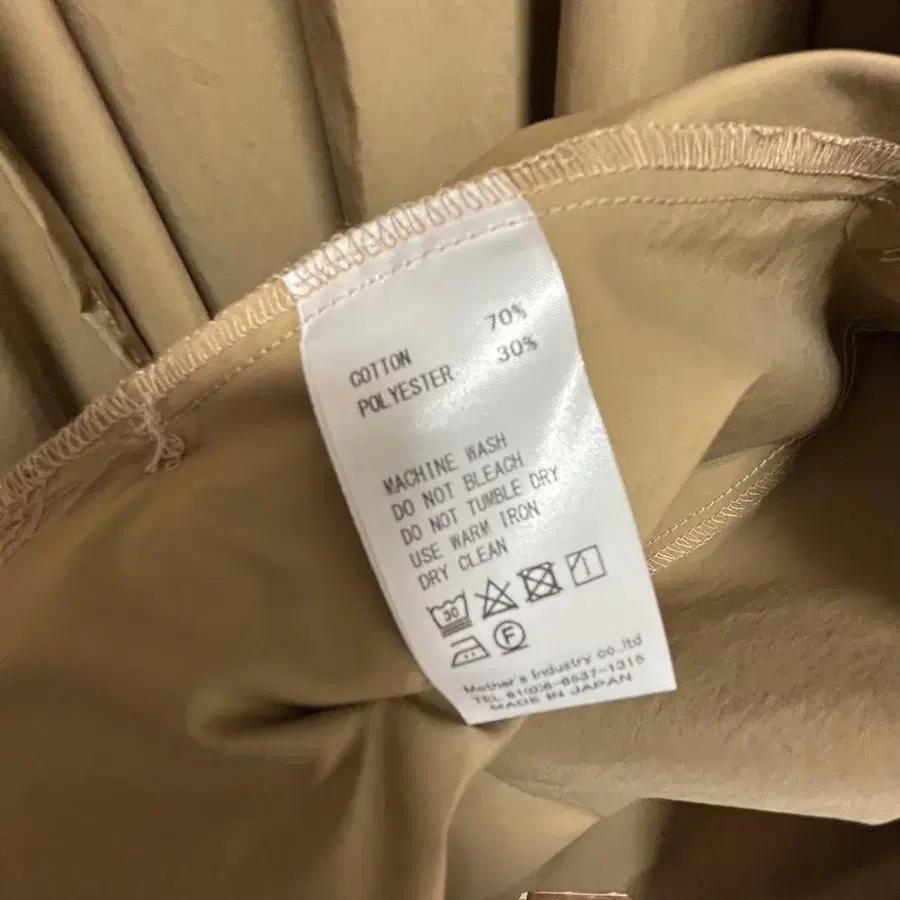 COTTON 70%
POLYESTER 30%
MACHINE WASH
DO NOT BLEACH
DO NOT TUMBLE DRY
USE WARM IRON
DRY CLEAN
30
F
Mother's Industry co.,ltd
TEL 81(0)6-6537-1315
MADE IN JAPAN